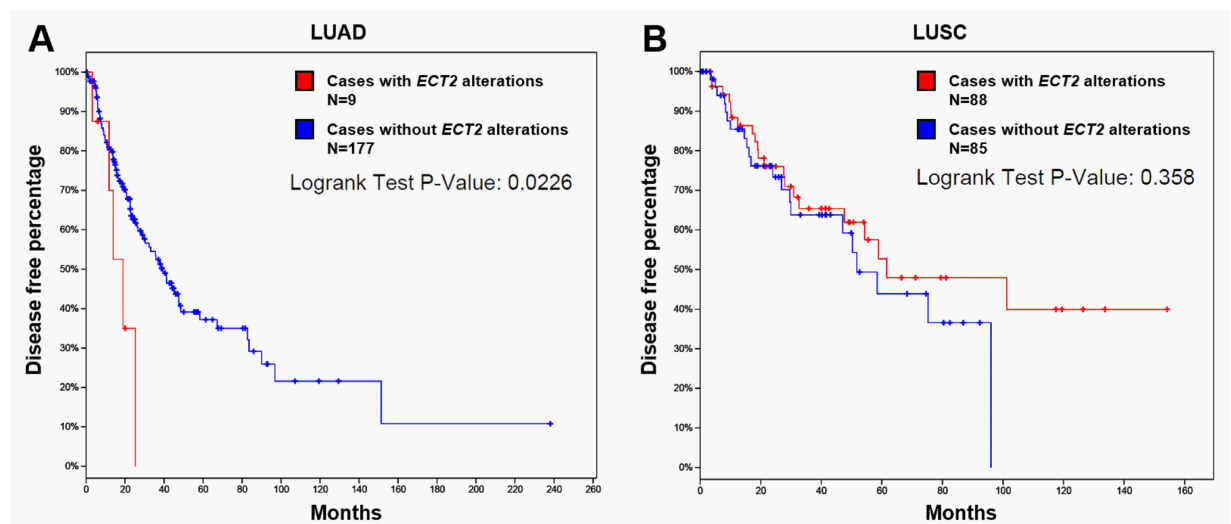 A
LUAD
Cases with ECT2 alterations
N=9
Cases without ECT2 alterations
N=177
Logrank Test P-Value: 0.0226
Disease free percentage
100%
90%
80%
70%
60%
50%
40%
30%
20%
10%
0%
0 20 40 60 80 100 120 140 160 180 200 220 240 260
Months
B
LUSC
Cases with ECT2 alterations
N=88
Cases without ECT2 alterations
N=85
Logrank Test P-Value: 0.358
Disease free percentage
100%
90%
80%
70%
60%
50%
40%
30%
20%
10%
0%
0 20 40 60 80 100 120 140 160
Months